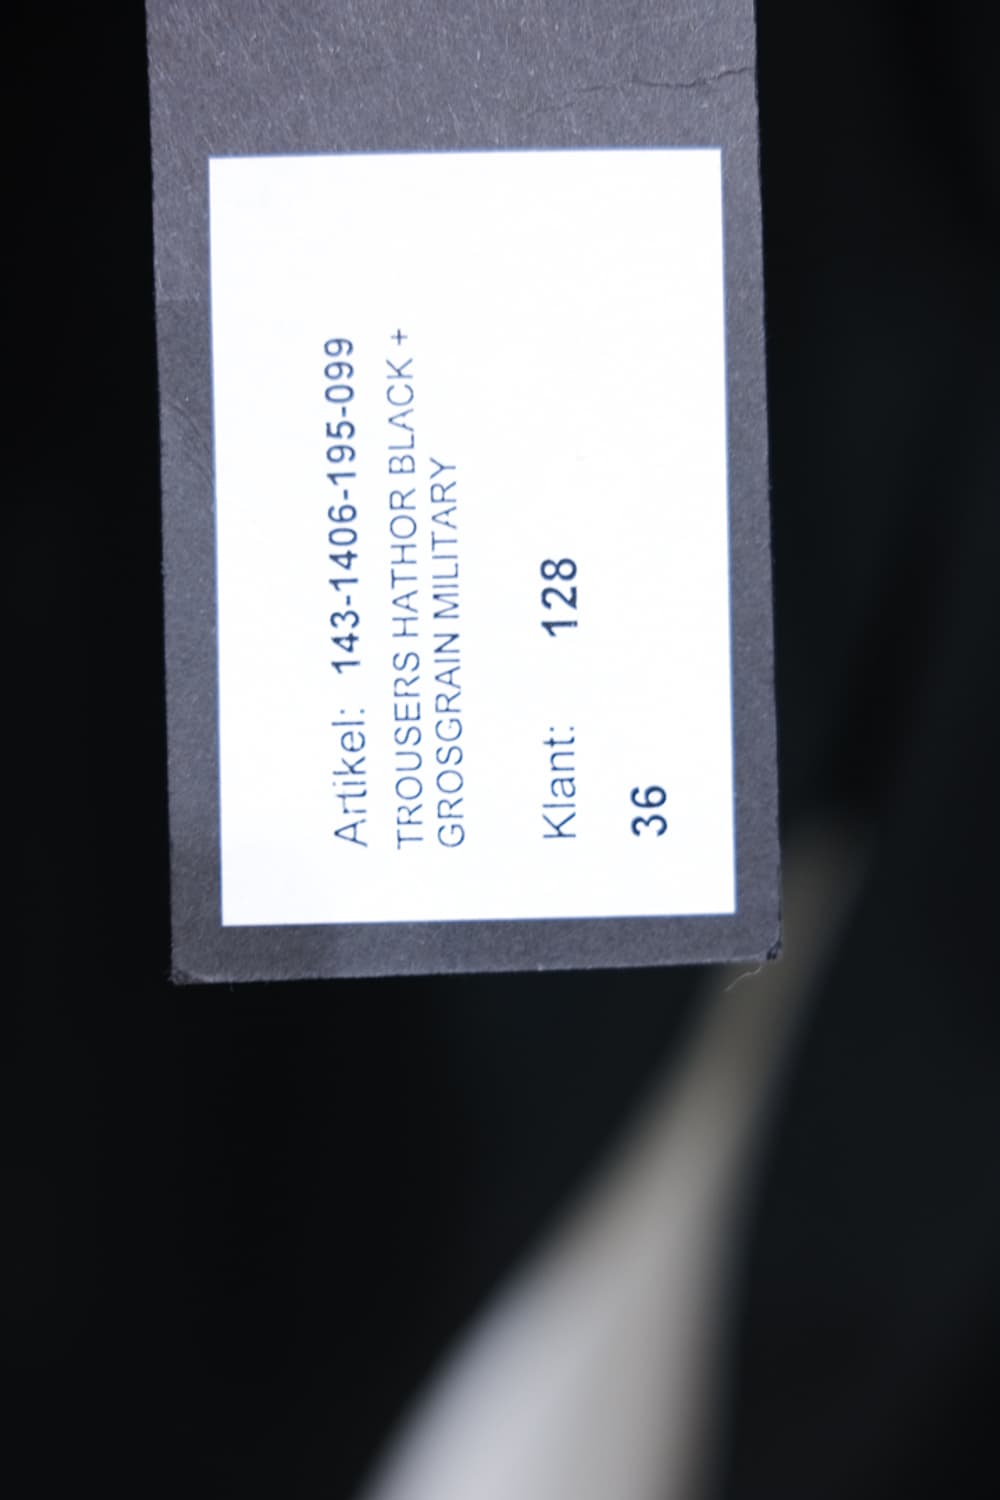 Artikel: 143-1406-195-099
TROUSERS HATHOR BLACK +
GROSGRAIN MILITARY
Klant: 128
36